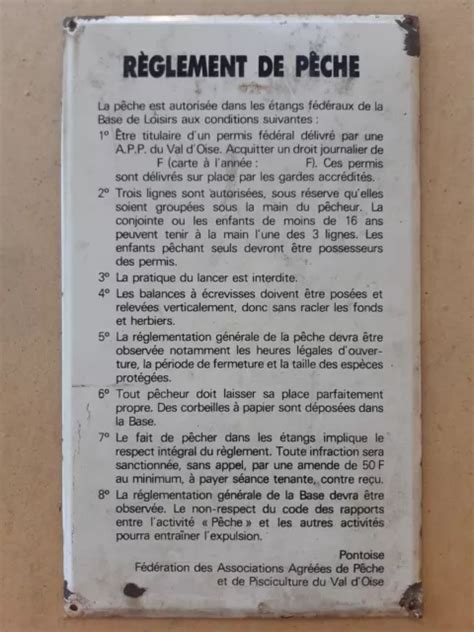 RÈGLEMENT DE PÊCHE
La pêche est autorisée dans les étangs fédéraux de la
Base de Loisirs aux conditions suivantes :
1° Être titulaire d'un permis fédéral délivré par une
A.P.P. du Val d'Oise. Acquitter un droit journalier de
F (carte à l'année : F). Ces permis
sont délivrés sur place par les gardes accrédités.
2° Trois lignes sont autorisées, sous réserve qu'elles
soient groupées sous la main du pêcheur. La
conjointe ou les enfants de moins de 16 ans
peuvent tenir à la main l'une des 3 lignes. Les
enfants pêchant seuls devront être possesseurs
des permis.
3° La pratique du lancer est interdite.
4° Les balances à écrevisses doivent être posées et
relevées verticalement, donc sans racler les fonds
et herbiers.
5° La réglementation générale de la pêche devra être
observée notamment les heures légales d'ouver-
ture, la période de fermeture et la taille des espèces
protégées.
6° Tout pêcheur doit laisser sa place parfaitement
propre. Des corbeilles à papier sont déposées dans
la Base.
7° Le fait de pêcher dans les étangs implique le
respect intégral du règlement. Toute infraction sera
sanctionnée, sans appel, par une amende de 50 F
au minimum, à payer séance tenante, contre reçu.
8° La réglementation générale de la Base devra être
observée. Le non-respect du code des rapports
entre l'activité « Pêche » et les autres activités
pourra entraîner l'expulsion.
Pontoise
Fédération des Associations Agréées de Pêche
et de Pisciculture du Val d'Oise